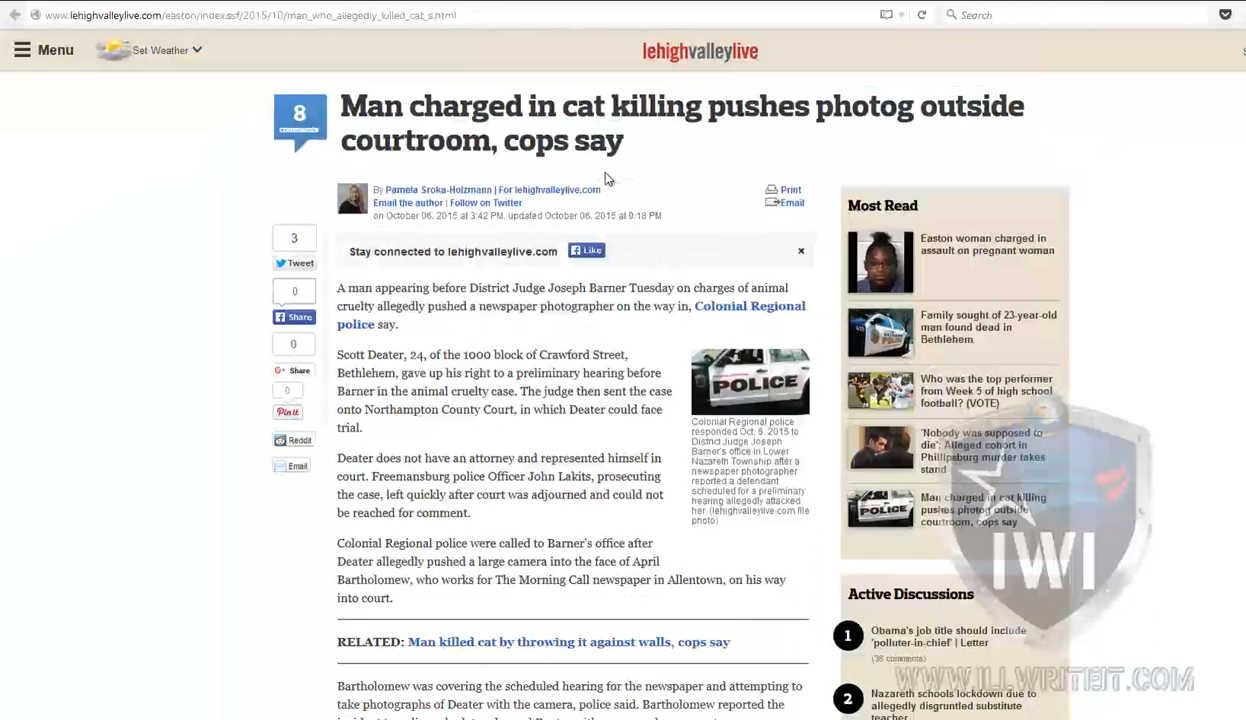 www.lehighvalleylive.com/easton/index.ssf/2015/10/man_who_allegedly_killed_cat_s.html
Search
Menu
Set Weather
lehighvalleylive
8
comments
Man charged in cat killing pushes photog outside
courtroom, cops say
By Pamela Sroka-Holzmann | For lehighvalleylive.com
Email the author | Follow on Twitter
on October 06, 2015 at 3:42 PM, updated October 06, 2015 at 9:18 PM
Print
Email
3
Tweet
0
Share
0
Share
0
Pin it
Reddit
Email
Stay connected to lehighvalleylive.com
Like
x
A man appearing before District Judge Joseph Barner Tuesday on charges of animal
cruelty allegedly pushed a newspaper photographer on the way in, Colonial Regional
police say.
Scott Deater, 24, of the 1000 block of Crawford Street,
Bethlehem, gave up his right to a preliminary hearing before
Barner in the animal cruelty case. The judge then sent the case
onto Northampton County Court, in which Deater could face
trial.
Deater does not have an attorney and represented himself in
court. Freemansburg police Officer John Lakits, prosecuting
the case, left quickly after court was adjourned and could not
be reached for comment.
Colonial Regional police were called to Barner's office after
Deater allegedly pushed a large camera into the face of April
Bartholomew, who works for The Morning Call newspaper in Allentown, on his way
into court.
POLICE
Colonial Regional police
responded Oct. 6, 2015 to
District Judge Joseph
Barner's office in Lower
Nazareth Township after a
newspaper photographer
reported a defendant
scheduled for a preliminary
hearing allegedly attacked
her. (lehighvalleylive.com file
photo)
RELATED: Man killed cat by throwing it against walls, cops say
Bartholomew was covering the scheduled hearing for the newspaper and attempting to
take photographs of Deater with the camera, police said. Bartholomew reported the
Most Read
Easton woman charged in
assault on pregnant woman
Family sought of 23-year-old
man found dead in
Bethlehem
Who was the top performer
from Week 5 of high school
football? (VOTE)
'Nobody was supposed to
die': Alleged cohort in
Phillipsburg murder takes
stand
POLICE
Man charged in cat killing
pushes photog outside
courtroom, cops say
IWI
Active Discussions
1
Obama's job title should include
'polluter-in-chief' | Letter
(36 comments)
2
Nazareth schools lockdown due to
allegedly disgruntled substitute
teacher
WWW.ILLWRITEIT.COM